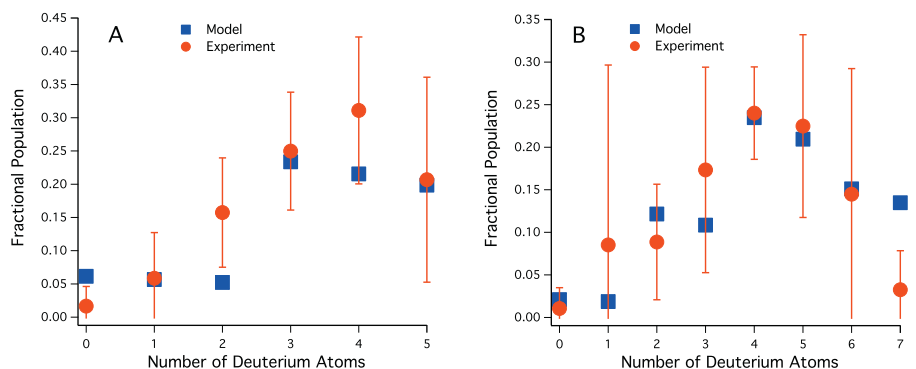 A
Model
Experiment
0.45
0.40
0.35
0.30
0.25
0.20
0.15
0.10
0.05
0.00
Fractional Population
0 1 2 3 4 5
Number of Deuterium Atoms
B
Model
Experiment
0.35
0.30
0.25
0.20
0.15
0.10
0.05
0.00
Fractional Population
0 1 2 3 4 5 6 7
Number of Deuterium Atoms